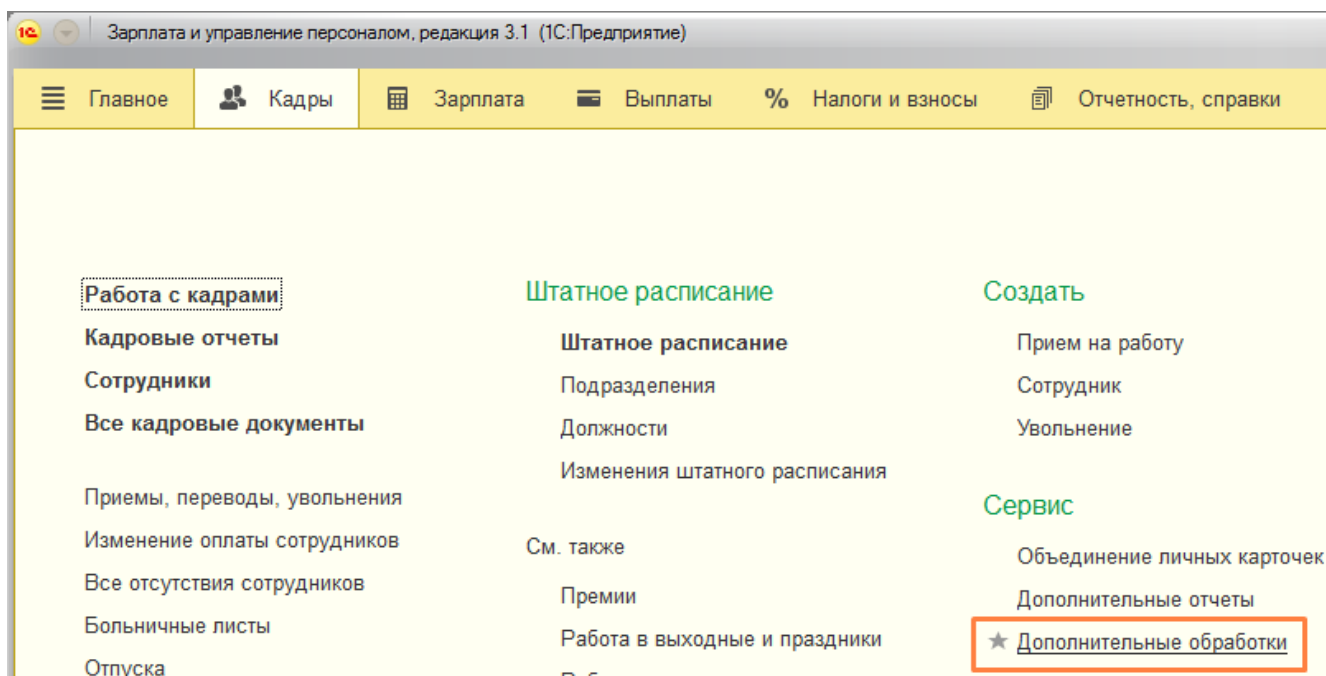 1С Зарплата и управление персоналом, редакция 3.1 (1С:Предприятие)
Главное Кадры Зарплата Выплаты % Налоги и взносы Отчетность, справки
Работа с кадрами
Кадровые отчеты
Сотрудники
Все кадровые документы
Приемы, переводы, увольнения
Изменение оплаты сотрудников
Все отсутствия сотрудников
Больничные листы
Отпуска
Штатное расписание
Штатное расписание
Подразделения
Должности
Изменения штатного расписания
См. также
Премии
Работа в выходные и праздники
Создать
Прием на работу
Сотрудник
Увольнение
Сервис
Объединение личных карточек
Дополнительные отчеты
Дополнительные обработки